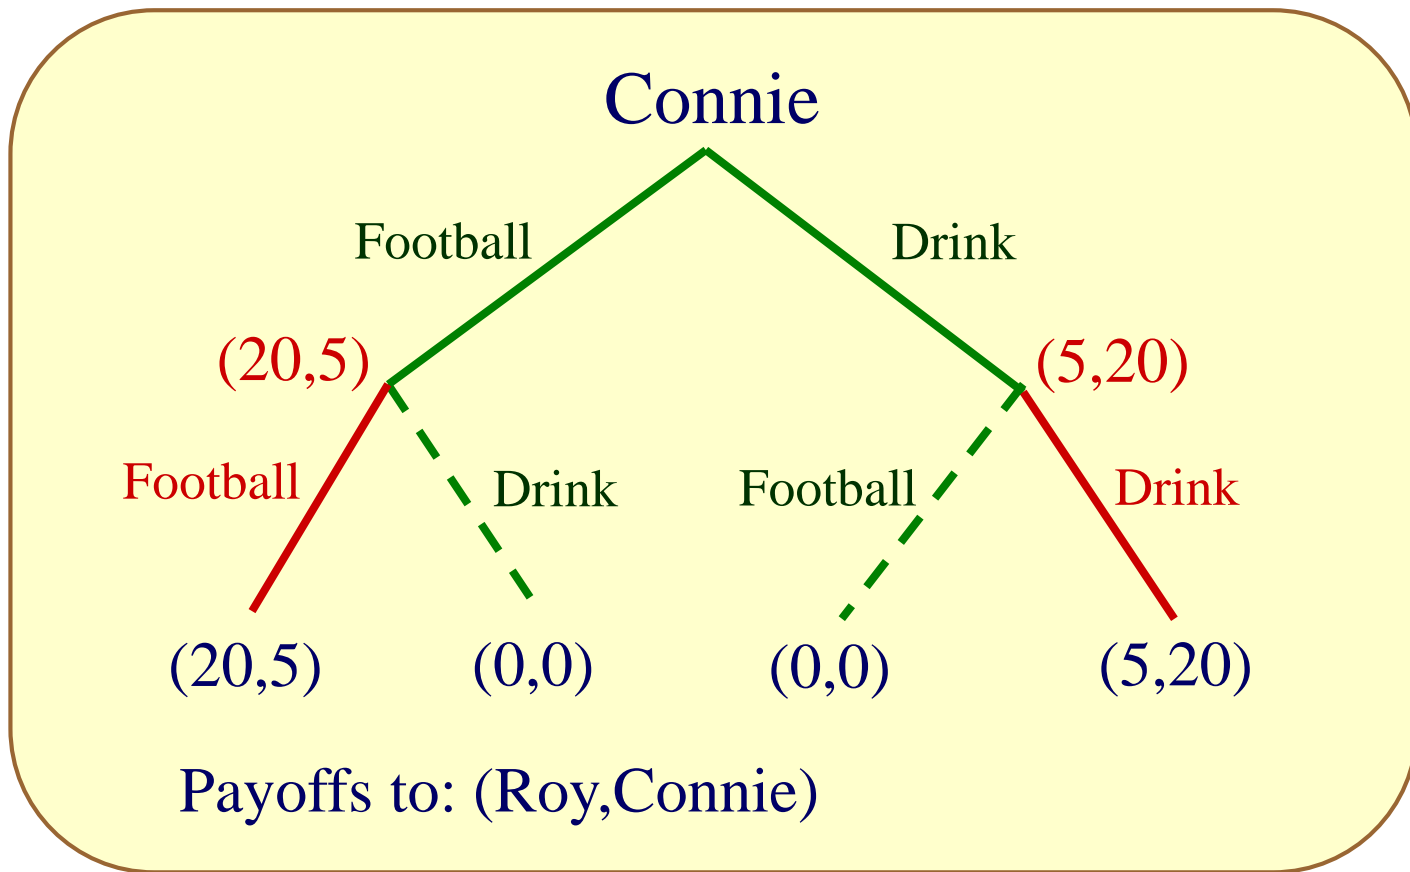 Connie
Football
Drink
(20,5)
(5,20)
Football
Drink
Football
Drink
(20,5)
(0,0)
(0,0)
(5,20)
Payoffs to: (Roy,Connie)